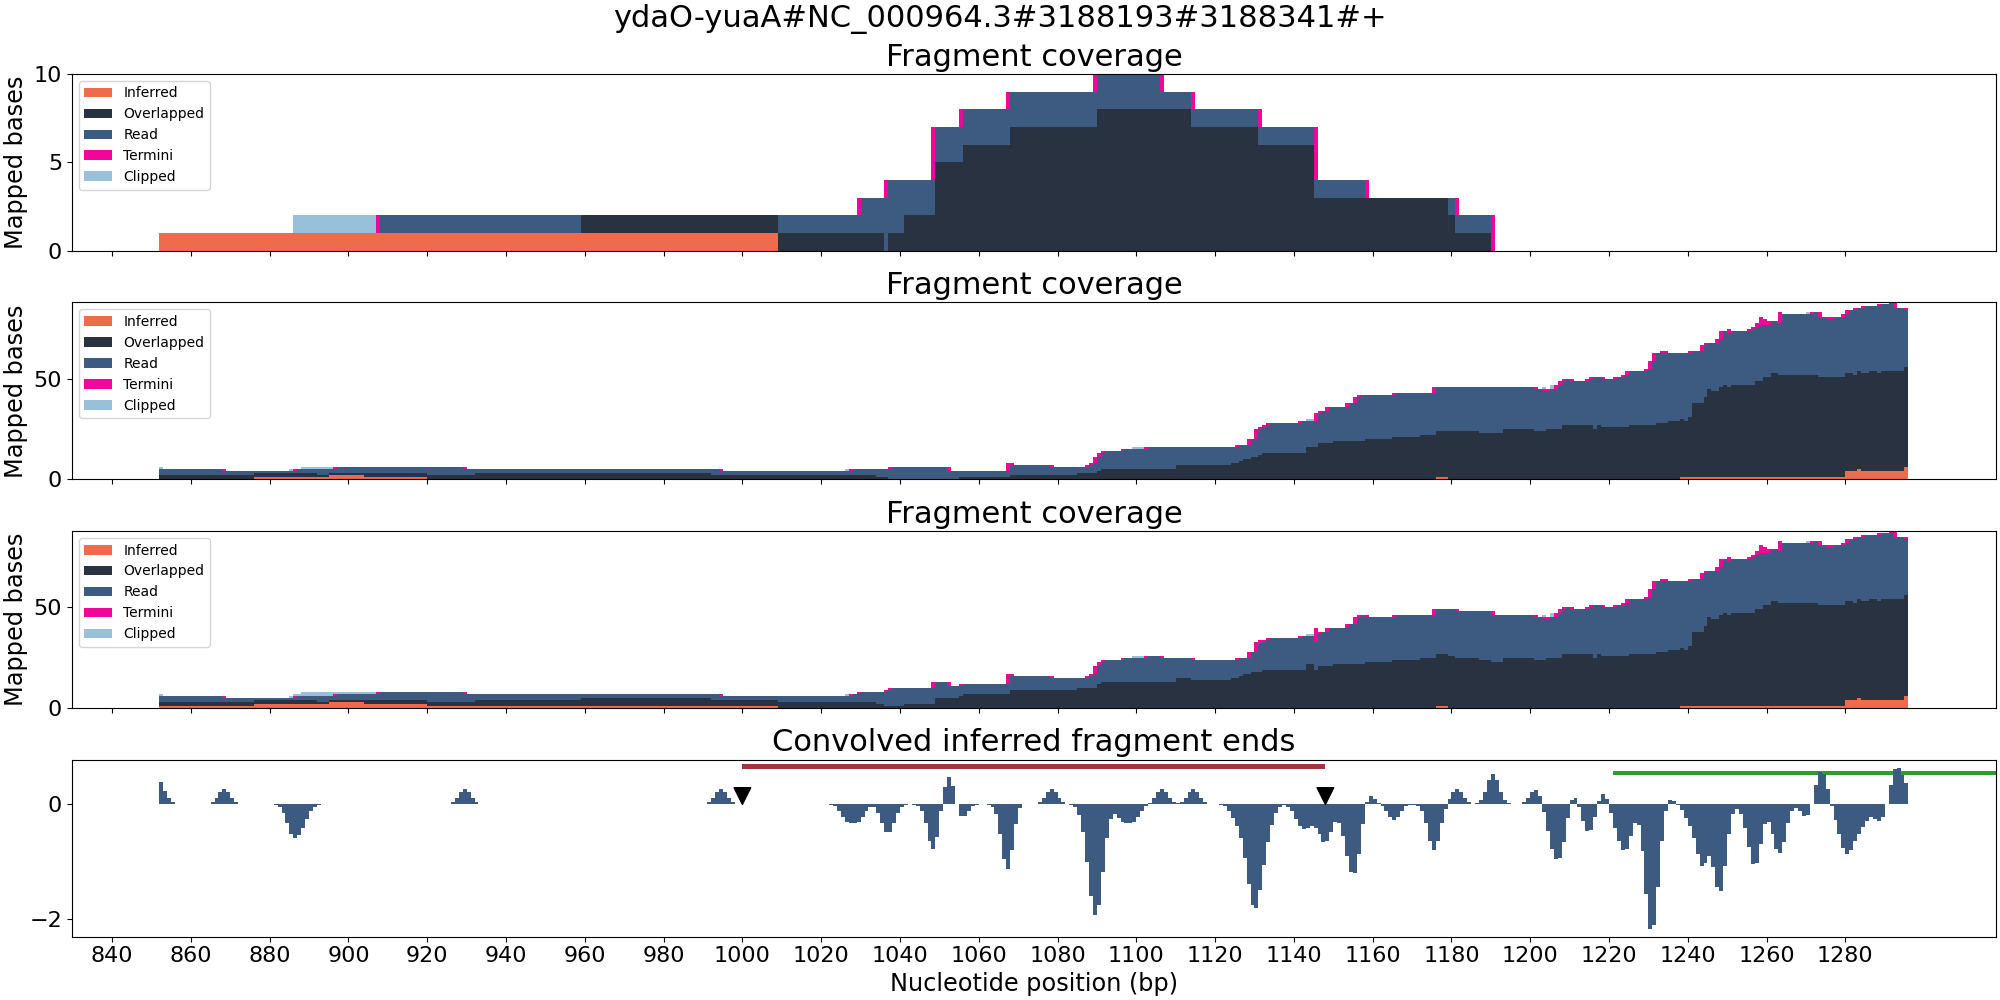 ydaO-yuaA#NC_000964.3#3188193#3188341#+
Fragment coverage
Mapped bases
10
5
0
Inferred
Overlapped
Read
Termini
Clipped
Fragment coverage
Mapped bases
50
0
Inferred
Overlapped
Read
Termini
Clipped
Fragment coverage
Mapped bases
50
0
Inferred
Overlapped
Read
Termini
Clipped
Convolved inferred fragment ends
0
−2
840 860 880 900 920 940 960 980 1000 1020 1040 1060 1080 1100 1120 1140 1160 1180 1200 1220 1240 1260 1280
Nucleotide position (bp)